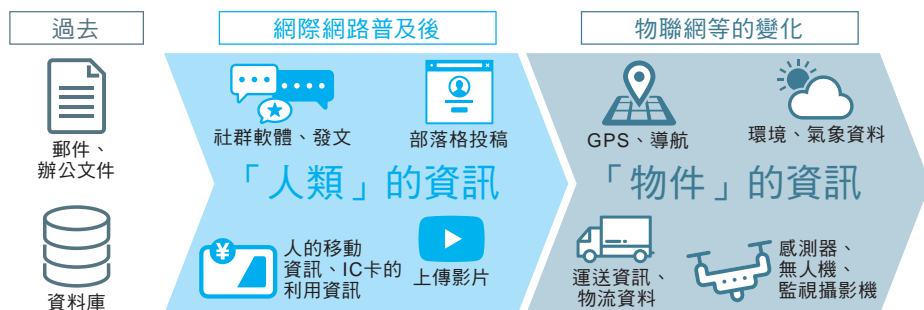 過去
郵件、
辦公文件
資料庫
網際網路普及後
社群軟體、發文
部落格投稿
「人類」的資訊
¥
人的移動
資訊、IC卡的
利用資訊
上傳影片
物聯網等的變化
GPS、導航
環境、氣象資料
「物件」的資訊
運送資訊、
物流資料
感測器、
無人機、
監視攝影機